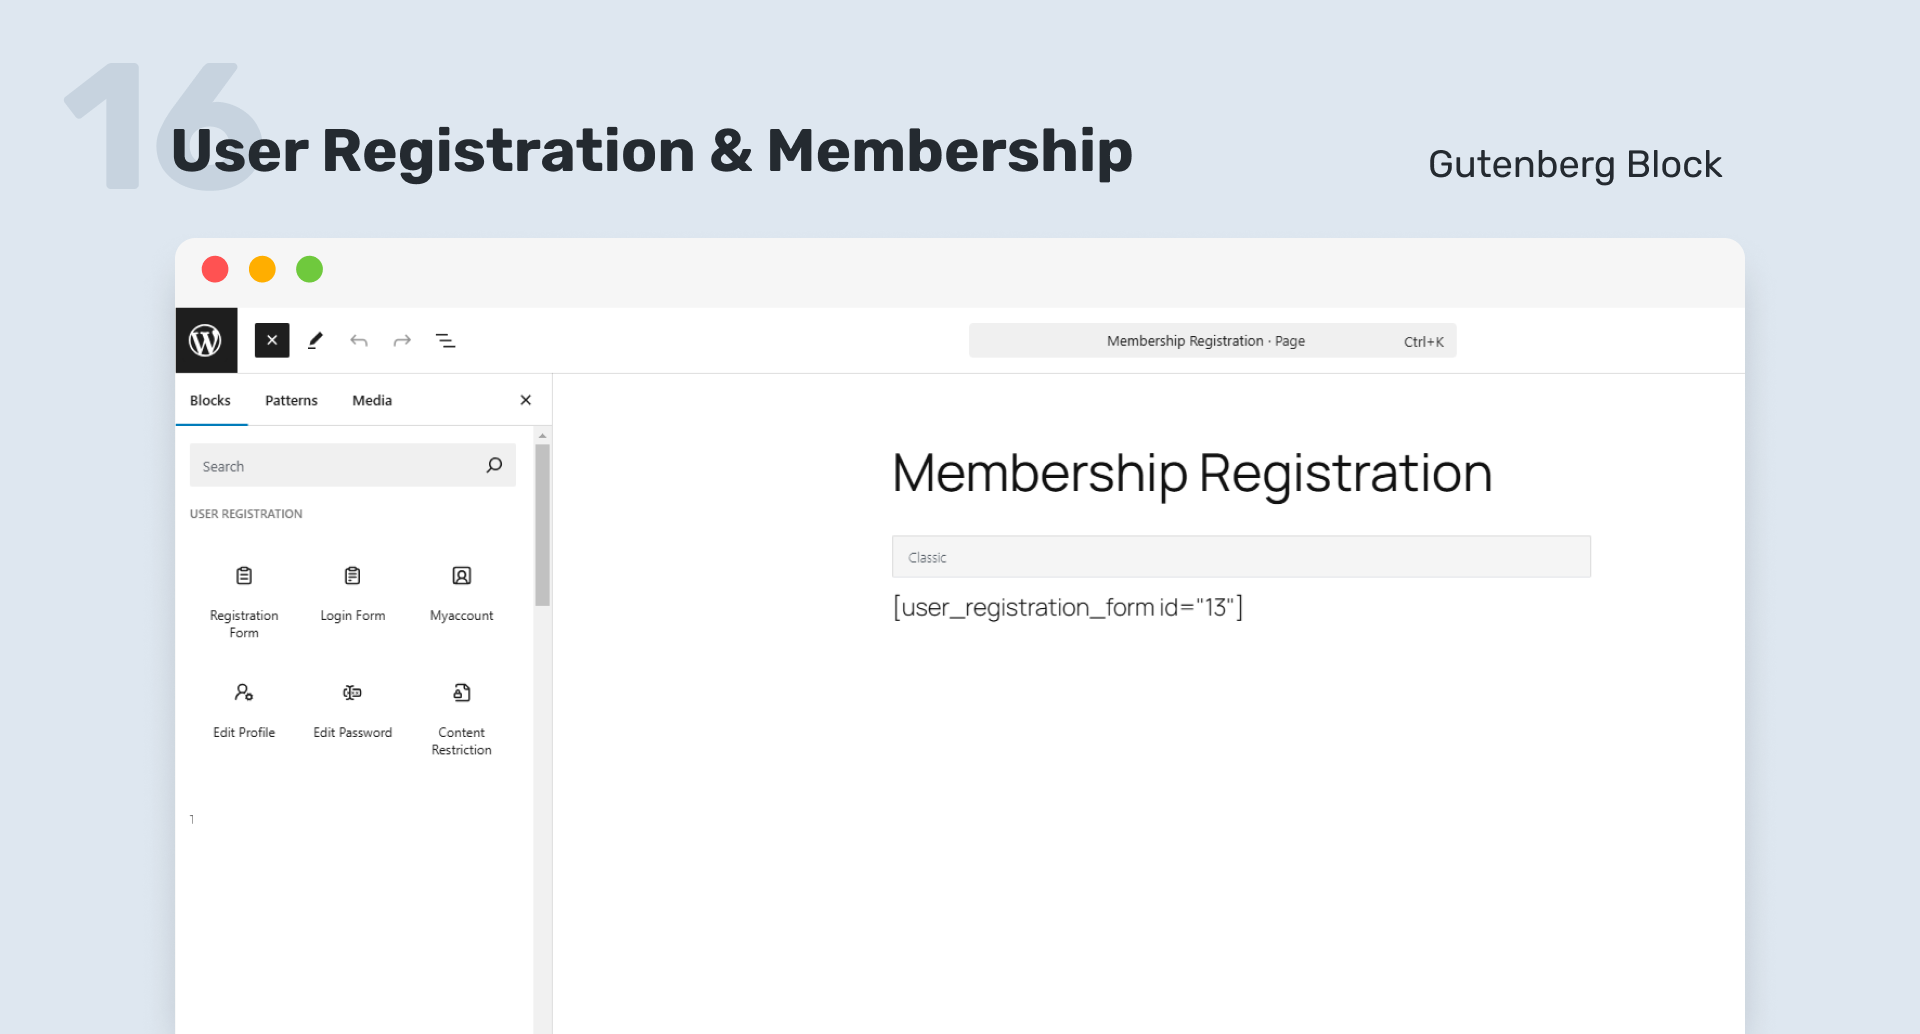 16
User Registration & Membership
Gutenberg Block
Membership Registration · Page
Ctrl+K
Blocks
Patterns
Media
Search
USER REGISTRATION
Registration
Form
Login Form
Myaccount
Edit Profile
Edit Password
Content
Restriction
Membership Registration
Classic
[user_registration_form id="13"]